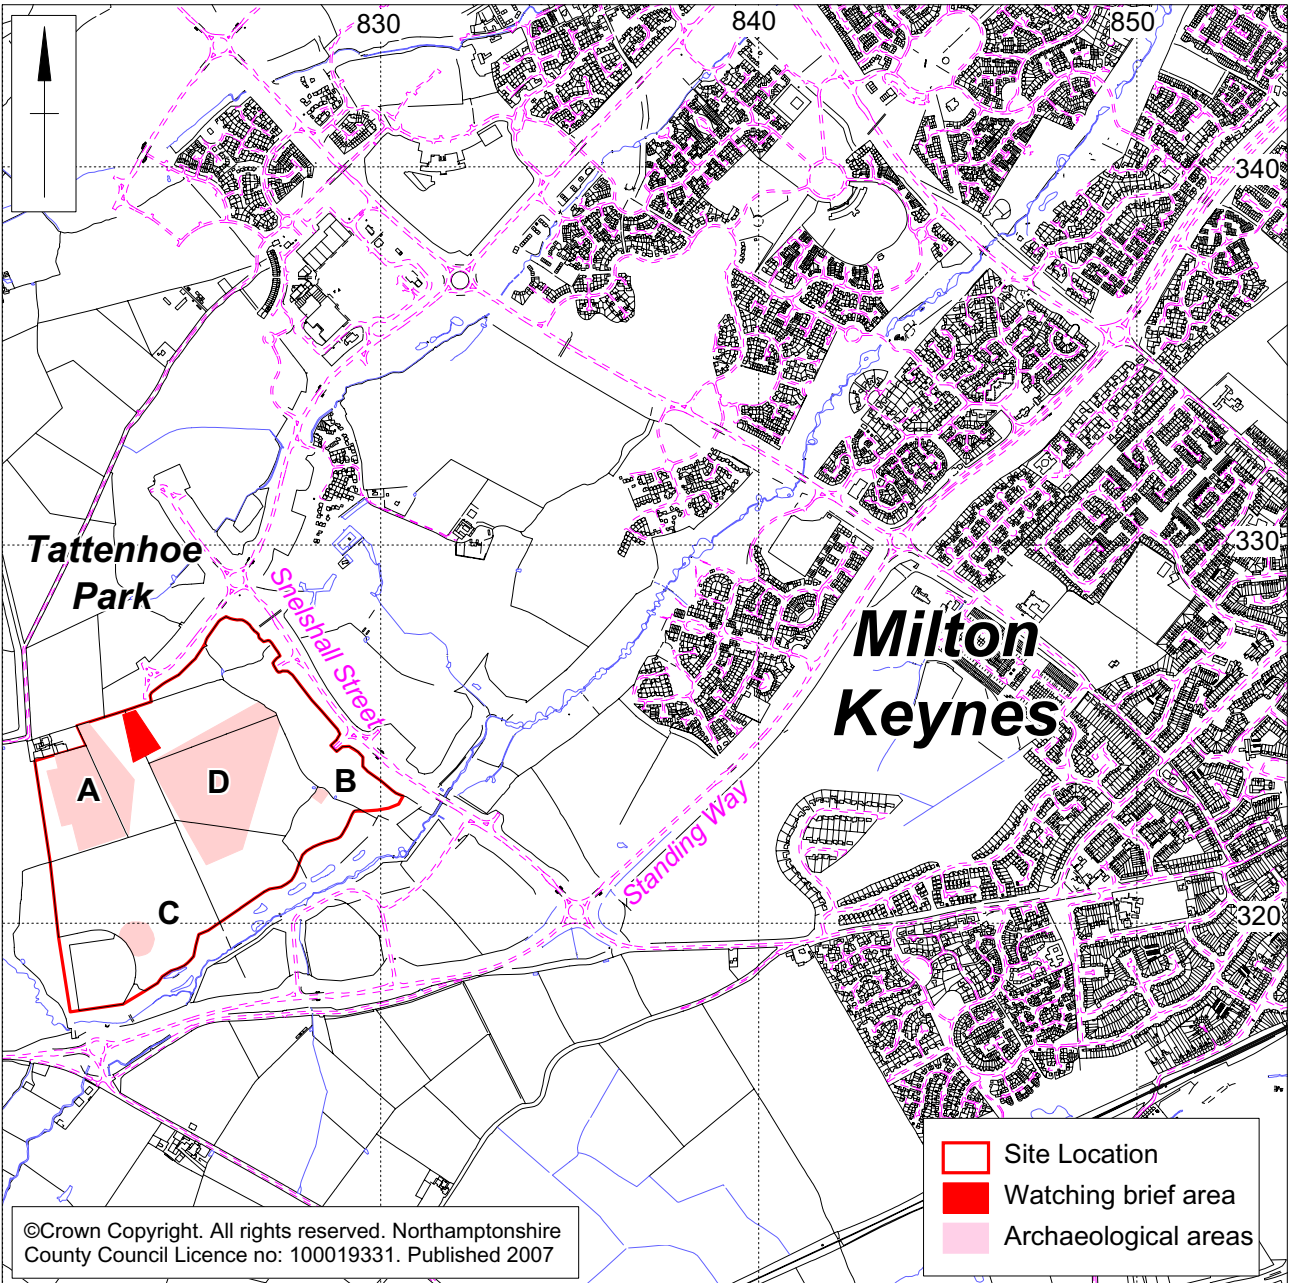 830
840
850
340
Tattenhoe
Park
330
Snelshall Street
Milton
Keynes
A
D
B
Standing Way
C
320
Site Location
Watching brief area
Archaeological areas
©Crown Copyright. All rights reserved. Northamptonshire
County Council Licence no: 100019331. Published 2007